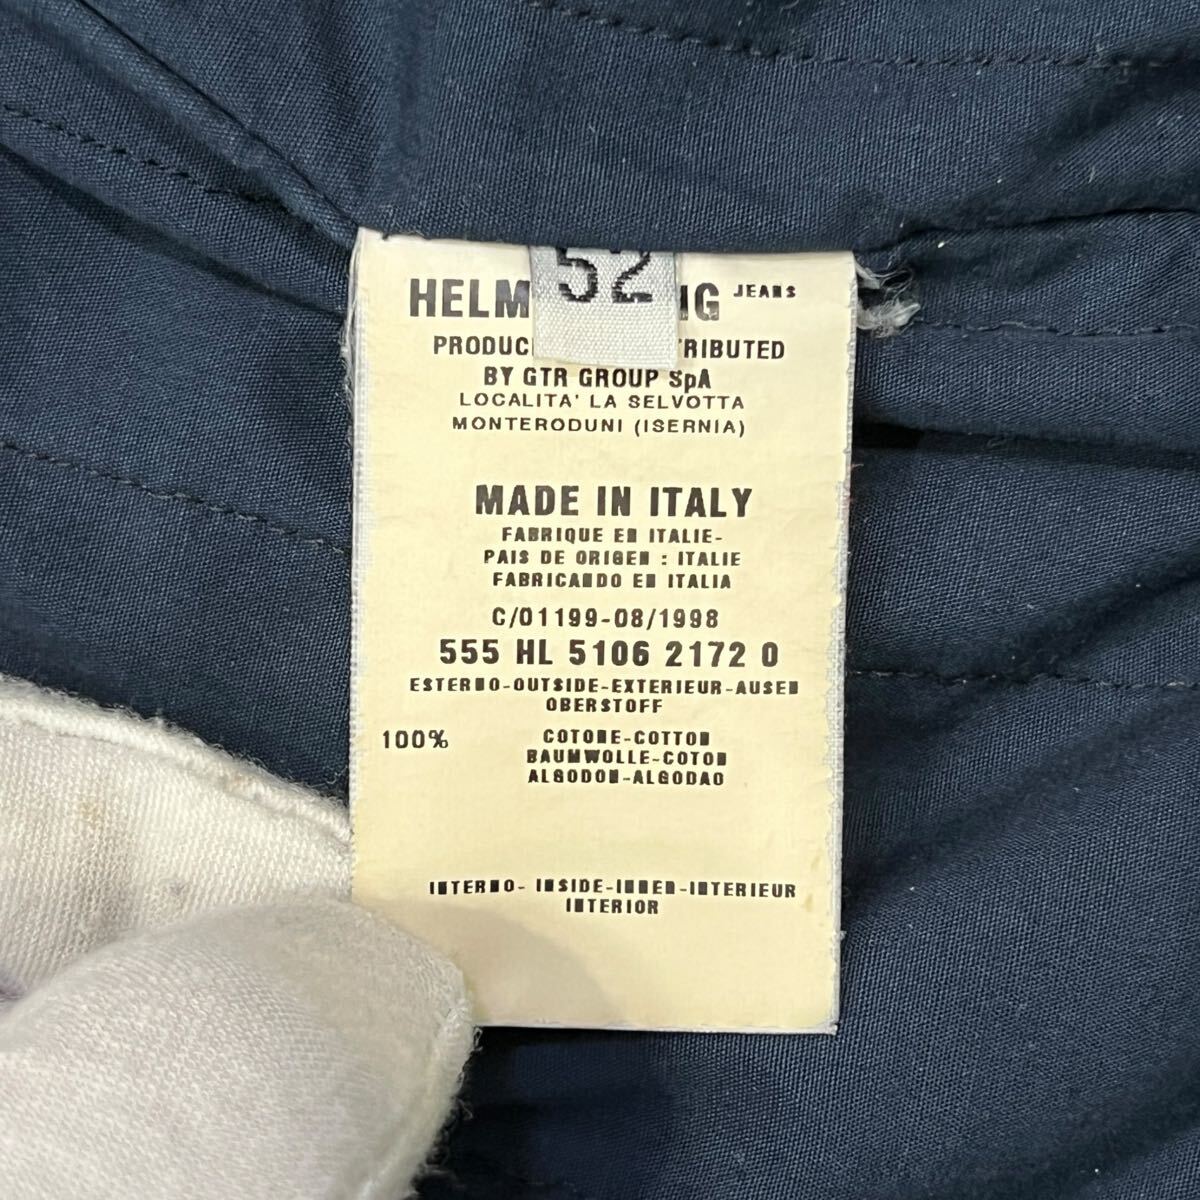 52
HELM NG JEANS
PRODUC TRIBUTED
BY GTR GROUP SpA
LOCALITA' LA SELVOTTA
MONTERODUNI (ISERNIA)
MADE IN ITALY
FABRIQUE EN ITALIE-
PAIS DE ORIGEN : ITALIE
FABRICANDO EN ITALIA
C/01199-08/1998
555 HL 5106 2172 0
ESTERNO-OUTSIDE-EXTERIEUR-AUSEN
OBERSTOFF
100% COTONE-COTTON
BAUMWOLLE-COTON
ALGODON-ALGODAO
INTERNO- INSIDE-INNEN-INTERIEUR
INTERIOR